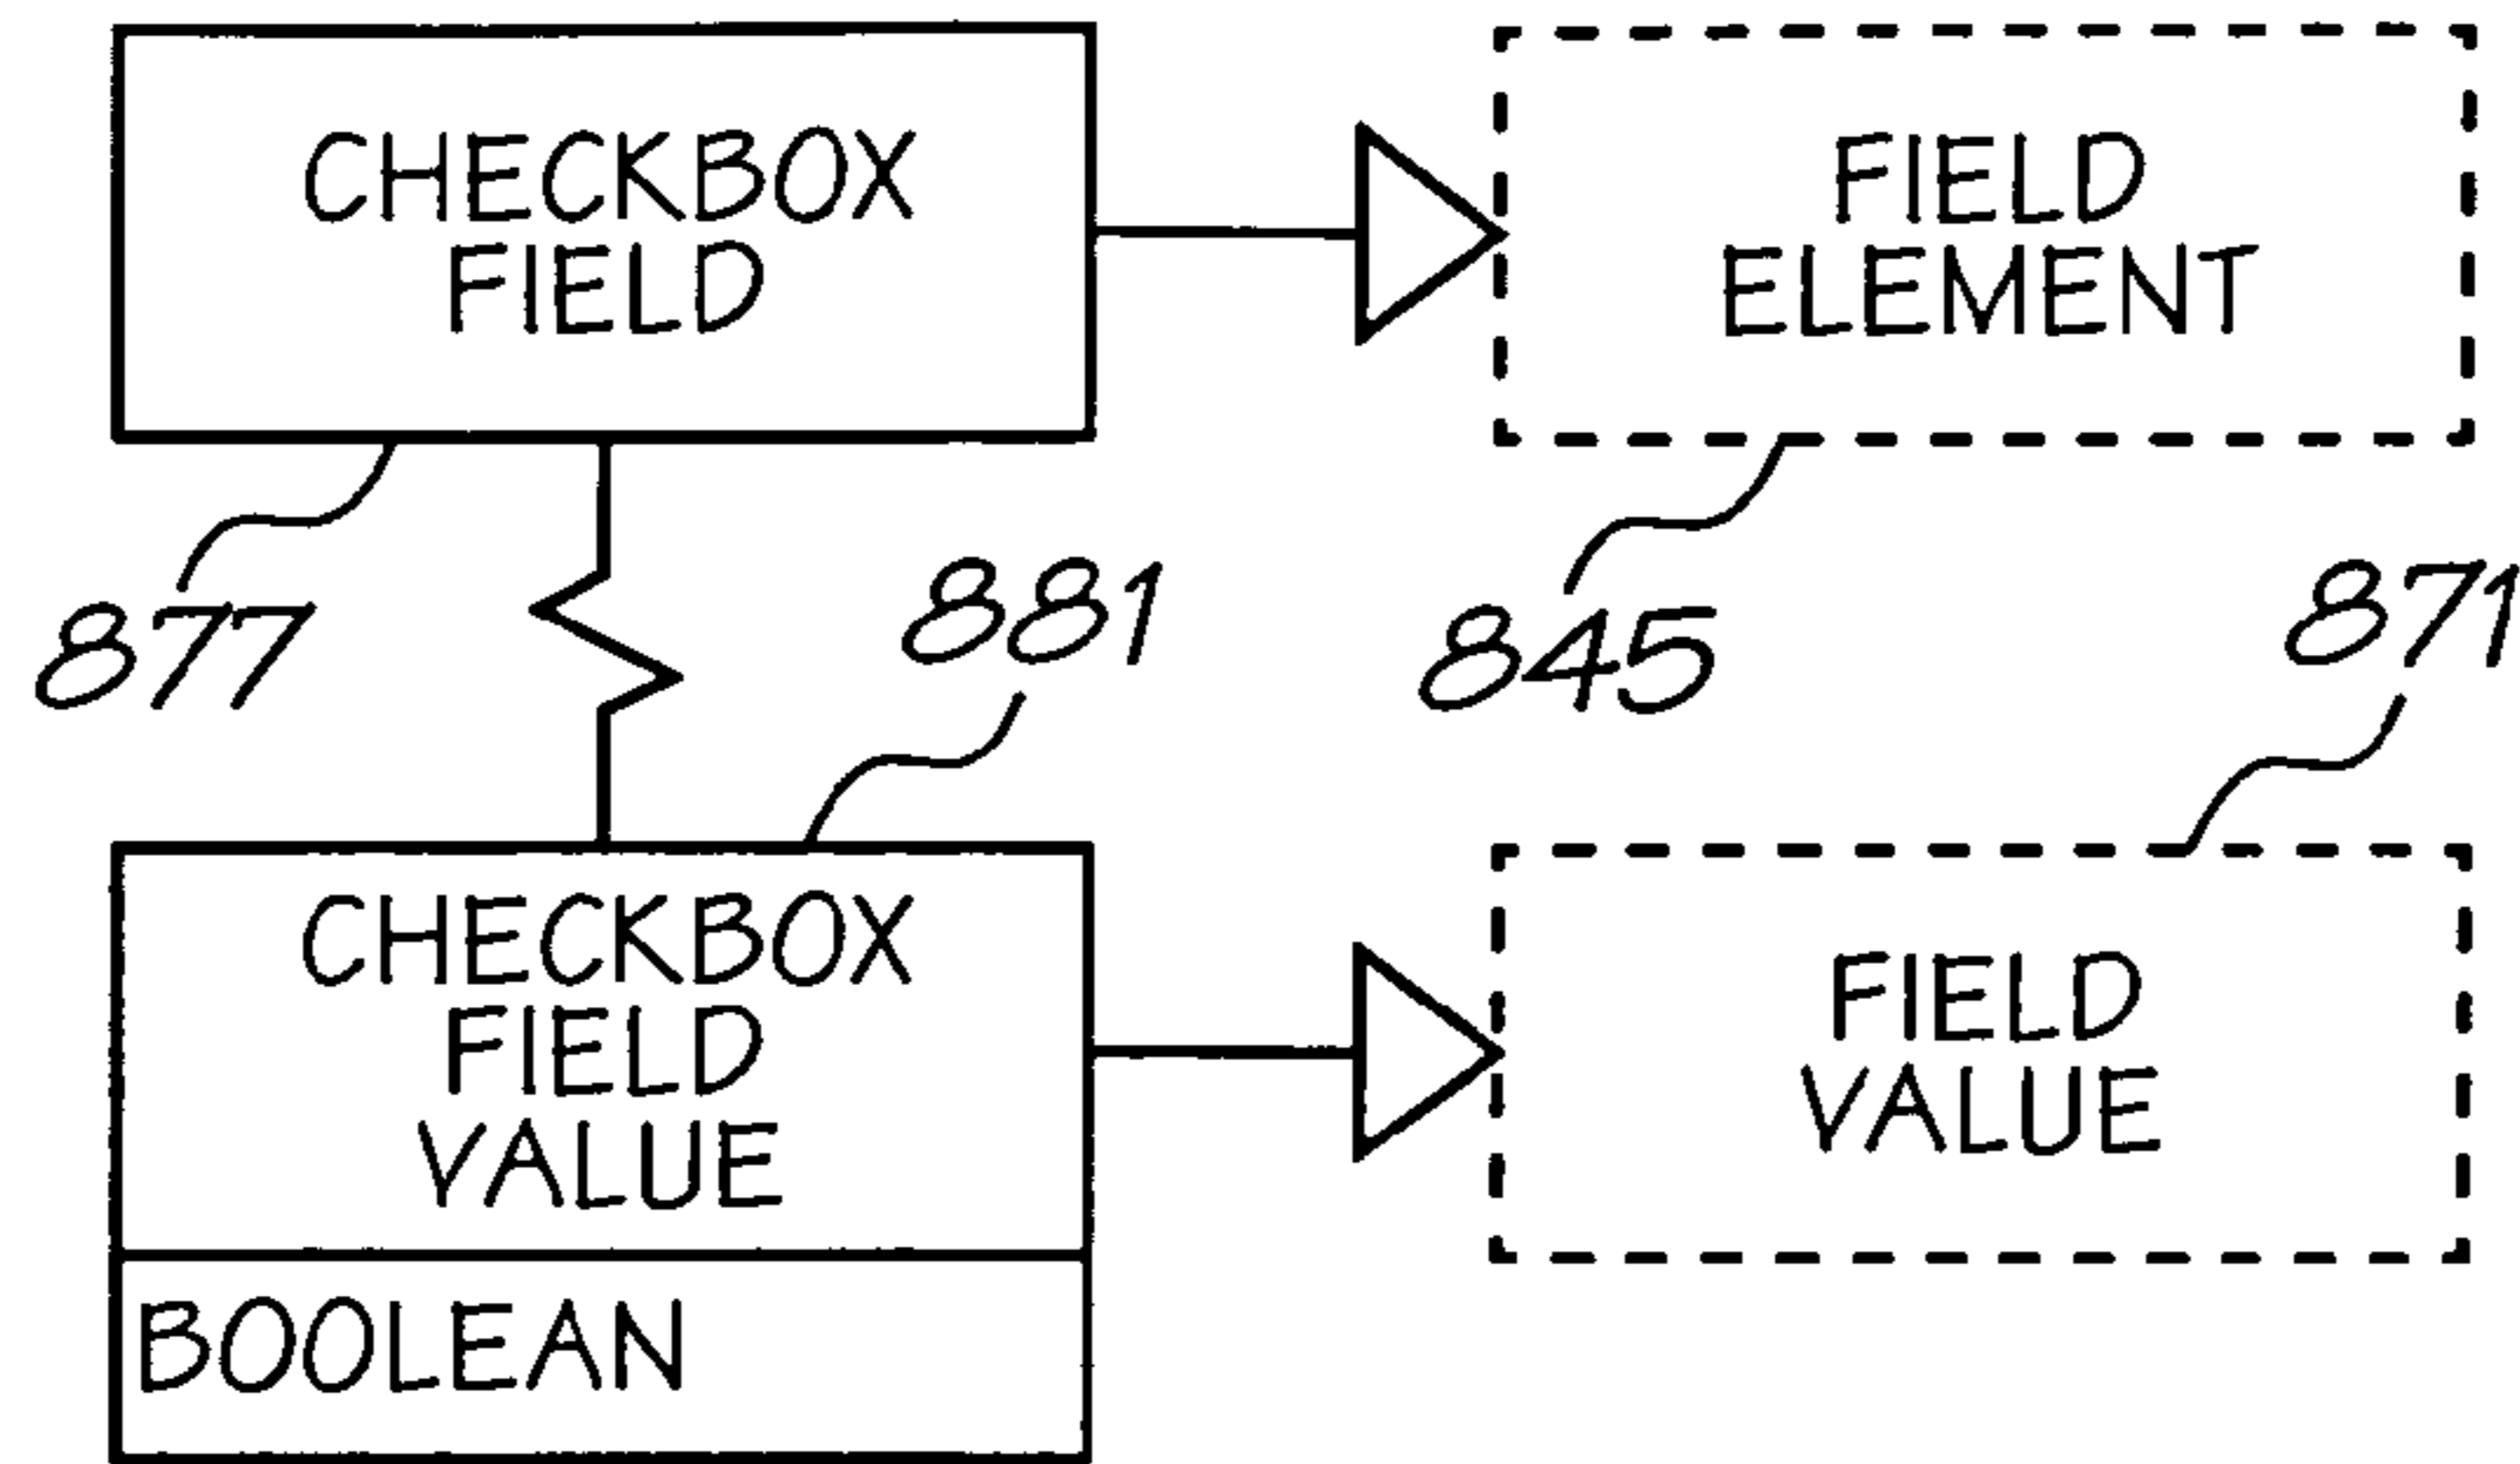 CHECKBOX
FIELD
FIELD
ELEMENT
877
881
845
871
CHECKBOX
FIELD
VALUE
FIELD
VALUE
BOOLEAN